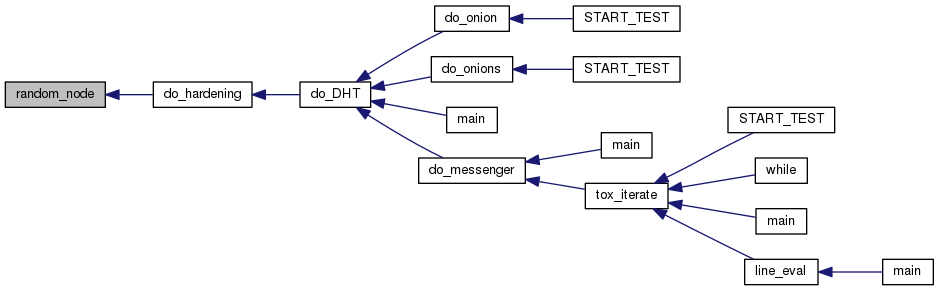 do_onion
START_TEST
do_onions
START_TEST
random_node
do_hardening
do_DHT
main
START_TEST
main
do_messenger
while
tox_iterate
main
line_eval
main